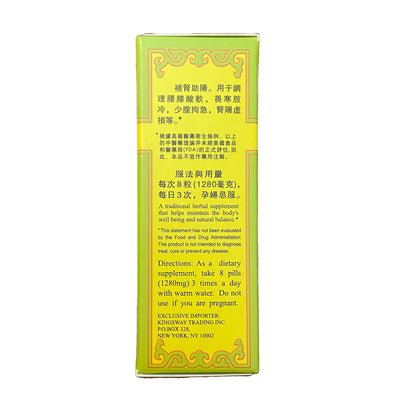 補腎助陽。用于調
理腰膝酸軟，畏寒肢
冷，少腹拘急，腎陽虛
損等。*
*根據美國醫藥衛生條例，以上
的中醫藥理論并未經美國食品
和醫藥局(FDA)的正式評估。因
此，本品不宜作藥用注解。
服法與用量
每次8粒(1280毫克)，
每日3次，孕婦忌服。
A traditional herbal supplement
that helps maintain the body's
well being and natural balance.*
*This statement has not been evaluated
by the Food and Drug Administration.
This product is not intended to diagnose,
treat, cure or prevent any disease.
Directions: As a dietary
supplement, take 8 pills
(1280mg) 3 times a day
with warm water. Do not
use if you are pregnant.
EXCLUSIVE IMPORTER:
KINGSWAY TRADING INC.
P.O.BOX 328,
NEW YORK, NY 10002